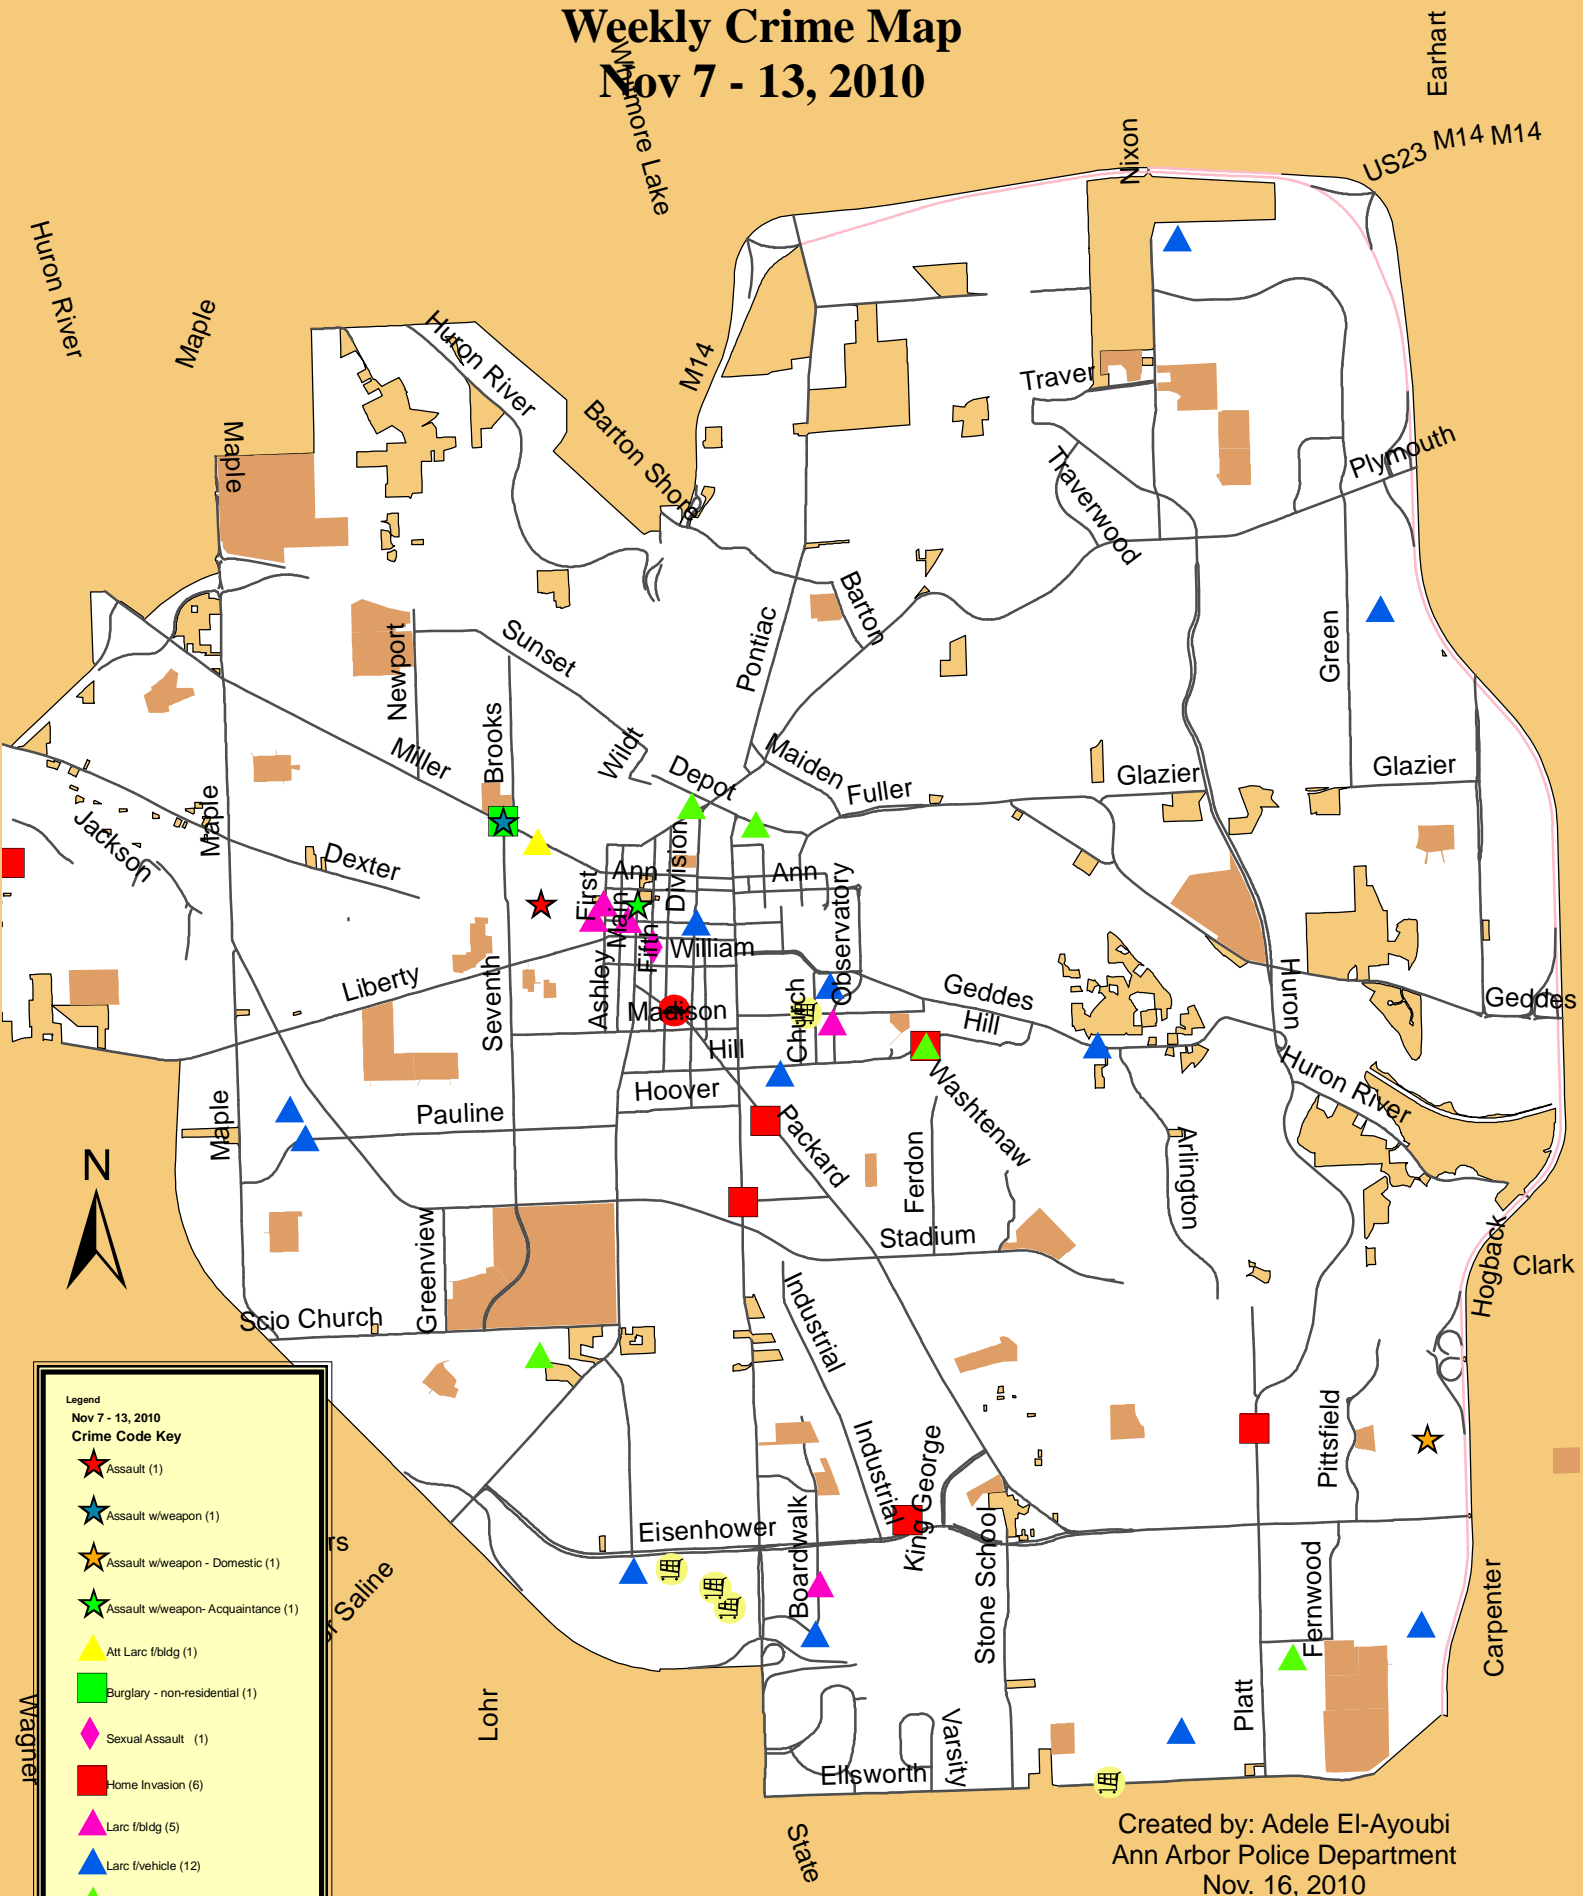 Weekly Crime Map
Nov 7 - 13, 2010
Earhart
Whitmore Lake
Nixon
US23
M14
M14
Huron River
Maple
Huron River
M14
Barton Shore
Maple
Traver
Plymouth
Traverwood
Barton
Sunset
Newport
Pontiac
Green
Brooks
Miller
Wildt
Depot
Maiden
Fuller
Glazier
Glazier
Maple
Jackson
Dexter
Division
Ann
Ann
First
Main
Fifth
Observatory
William
Liberty
Seventh
Ashley
Madison
Church
Geddes
Hill
Huron
Geddes
Hill
Hoover
Pauline
Maple
Packard
Washtenaw
Huron River
Arlington
Ferdon
N
Greenview
Stadium
Hogback
Clark
Scio Church
Industrial
Industrial
King George
Pittsfield
Eisenhower
Boardwalk
Stone School
Fernwood
Carpenter
Platt
Varsity
Ellsworth
Lohr
State
Wagner
rs
Saline
Legend
Nov 7 - 13, 2010
Crime Code Key
Assault (1)
Assault w/weapon (1)
Assault w/weapon - Domestic (1)
Assault w/weapon- Acquaintance (1)
Att Larc f/bldg (1)
Burglary - non-residential (1)
Sexual Assault (1)
Home Invasion (6)
Larc f/bldg (5)
Larc f/vehicle (12)
Created by: Adele El-Ayoubi
Ann Arbor Police Department
Nov. 16, 2010